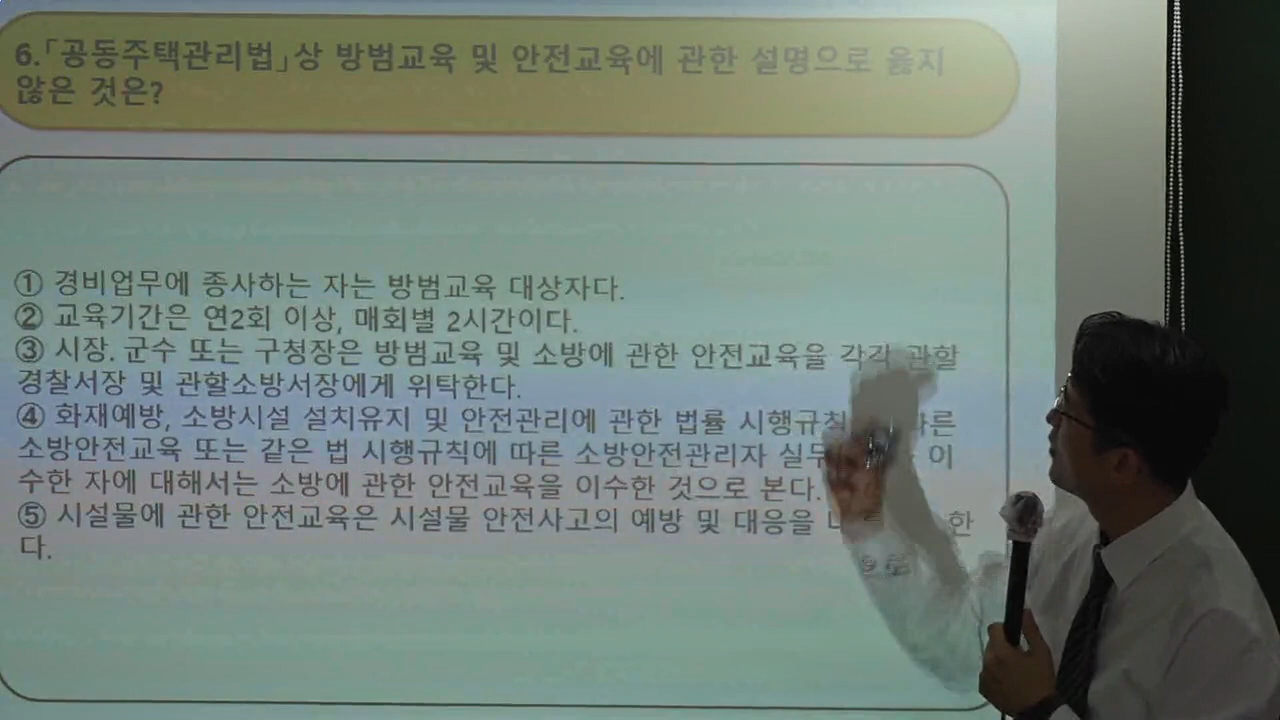 6.「공동주택관리법」상 방범교육 및 안전교육에 관한 설명으로 옳지
않은 것은?
① 경비업무에 종사하는 자는 방범교육 대상자다.
② 교육기간은 연2회 이상, 매회별 2시간이다.
③ 시장. 군수 또는 구청장은 방범교육 및 소방에 관한 안전교육을 각각 관할
경찰서장 및 관할소방서장에게 위탁한다.
④ 화재예방, 소방시설 설치유지 및 안전관리에 관한 법률 시행규칙
소방안전교육 또는 같은 법 시행규칙에 따른 소방안전관리자 이
수한 자에 대해서는 소방에 관한 안전교육을 이수한 것으로 본다.
⑤ 시설물에 관한 안전교육은 시설물 안전사고의 예방 및 대응을 한
다.